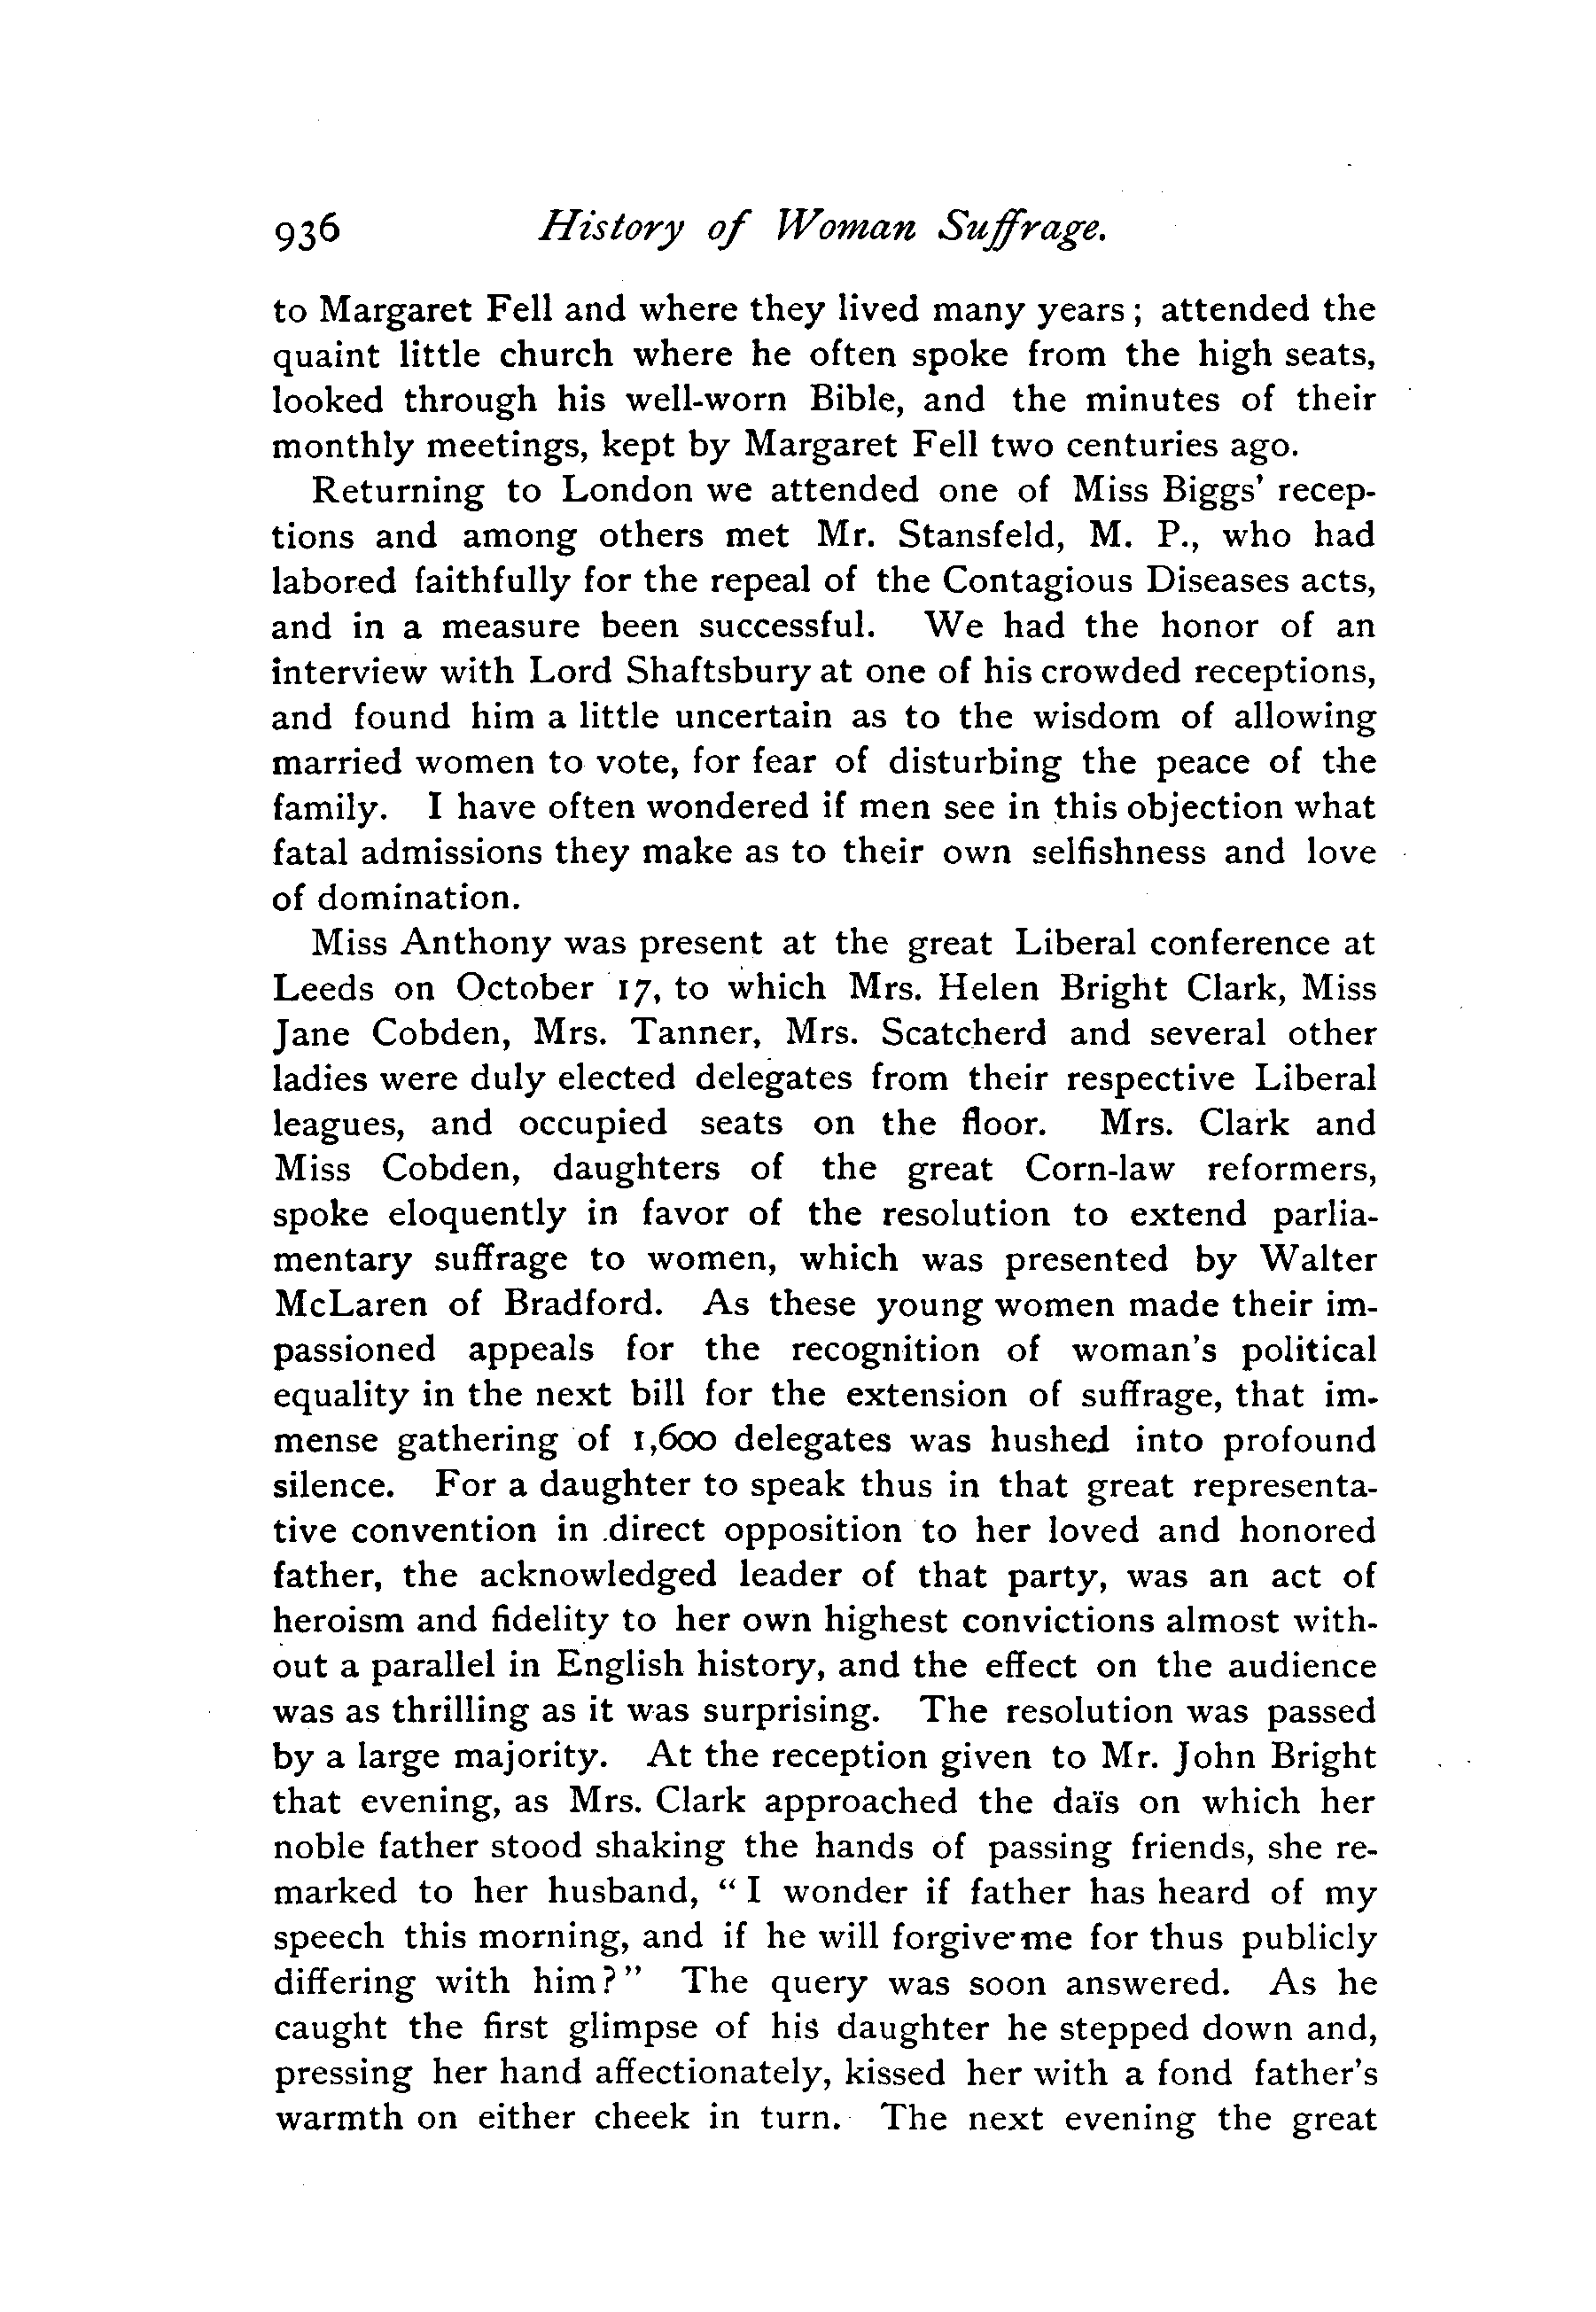 936 History of Woman Suffrage.
to Margaret Fell and where they lived many years; attended the
quaint little church where he often spoke from the high seats,
looked through his well-worn Bible, and the minutes of their
monthly meetings, kept by Margaret Fell two centuries ago.
Returning to London we attended one of Miss Biggs' recep-
tions and among others met Mr. Stansfeld, M. P., who had
labored faithfully for the repeal of the Contagious Diseases acts,
and in a measure been successful. We had the honor of an
interview with Lord Shaftsbury at one of his crowded receptions,
and found him a little uncertain as to the wisdom of allowing
married women to vote, for fear of disturbing the peace of the
family. I have often wondered if men see in this objection what
fatal admissions they make as to their own selfishness and love
of domination.
Miss Anthony was present at the great Liberal conference at
Leeds on October 17, to which Mrs. Helen Bright Clark, Miss
Jane Cobden, Mrs. Tanner, Mrs. Scatcherd and several other
ladies were duly elected delegates from their respective Liberal
leagues, and occupied seats on the floor. Mrs. Clark and
Miss Cobden, daughters of the great Corn-law reformers,
spoke eloquently in favor of the resolution to extend parlia-
mentary suffrage to women, which was presented by Walter
McLaren of Bradford. As these young women made their im-
passioned appeals for the recognition of woman's political
equality in the next bill for the extension of suffrage, that im-
mense gathering of 1,600 delegates was hushed into profound
silence. For a daughter to speak thus in that great representa-
tive convention in direct opposition to her loved and honored
father, the acknowledged leader of that party, was an act of
heroism and fidelity to her own highest convictions almost with-
out a parallel in English history, and the effect on the audience
was as thrilling as it was surprising. The resolution was passed
by a large majority. At the reception given to Mr. John Bright
that evening, as Mrs. Clark approached the daïs on which her
noble father stood shaking the hands of passing friends, she re-
marked to her husband, "I wonder if father has heard of my
speech this morning, and if he will forgive me for thus publicly
differing with him?" The query was soon answered. As he
caught the first glimpse of his daughter he stepped down and,
pressing her hand affectionately, kissed her with a fond father's
warmth on either cheek in turn. The next evening the great